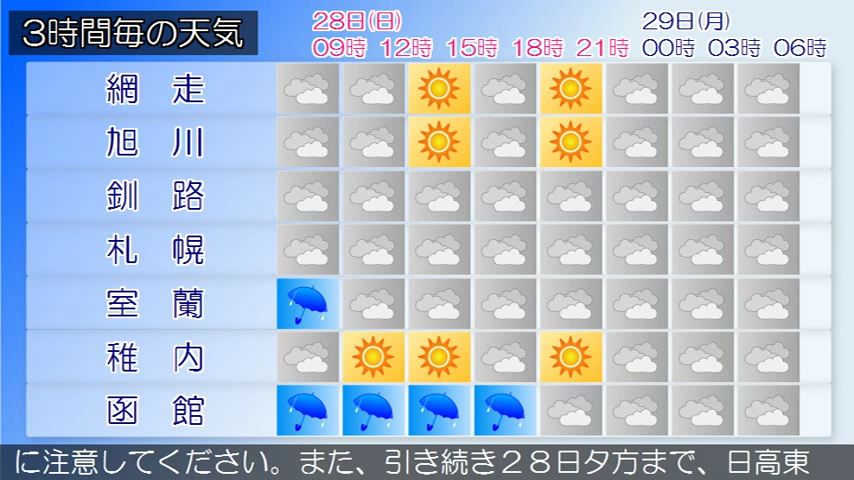 3時間毎の天気
28日(日) 29日(月)
09時 12時 15時 18時 21時 00時 03時 06時
網 走
旭 川
釧 路
札 幌
室 蘭
稚 内
函 館
に注意してください。また、引き続き２８日夕方まで、日高東